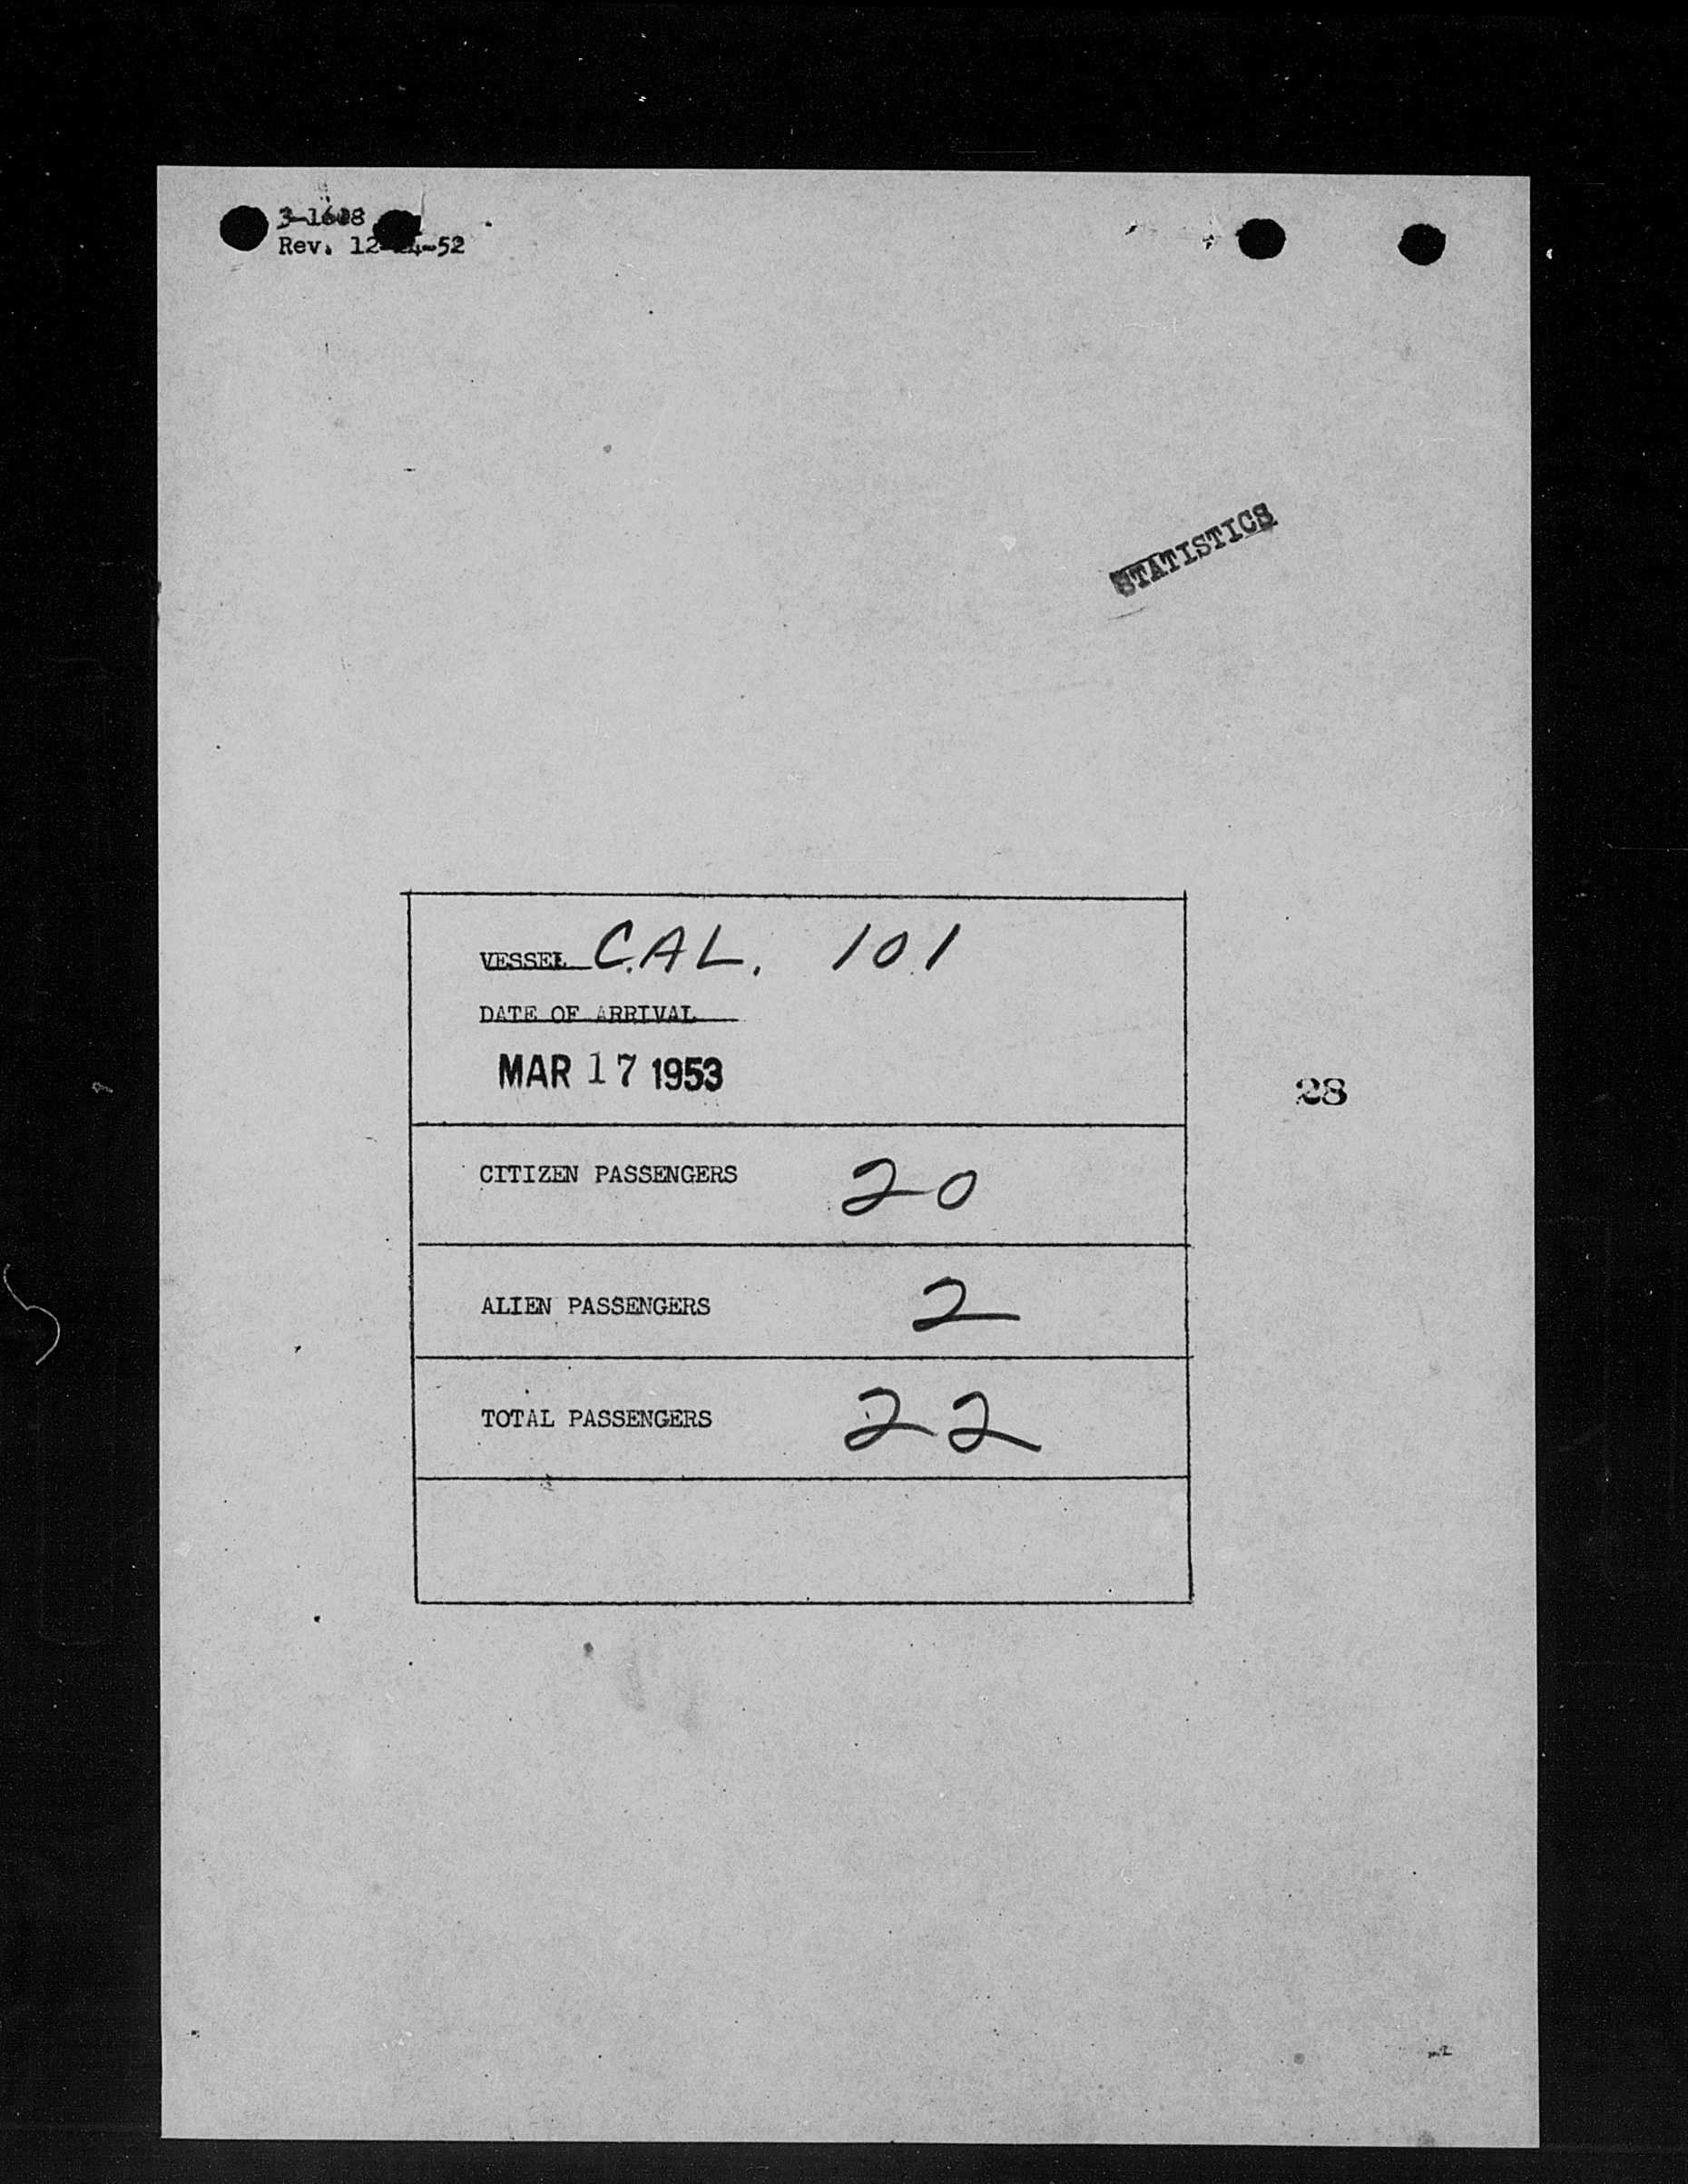 3-1608
Rev. 12-24-52
STATISTICS
VESSEL C.A.L. 101
DATE OF ARRIVAL
MAR 17 1953
28
CITIZEN PASSENGERS 20
ALIEN PASSENGERS 2
TOTAL PASSENGERS 22